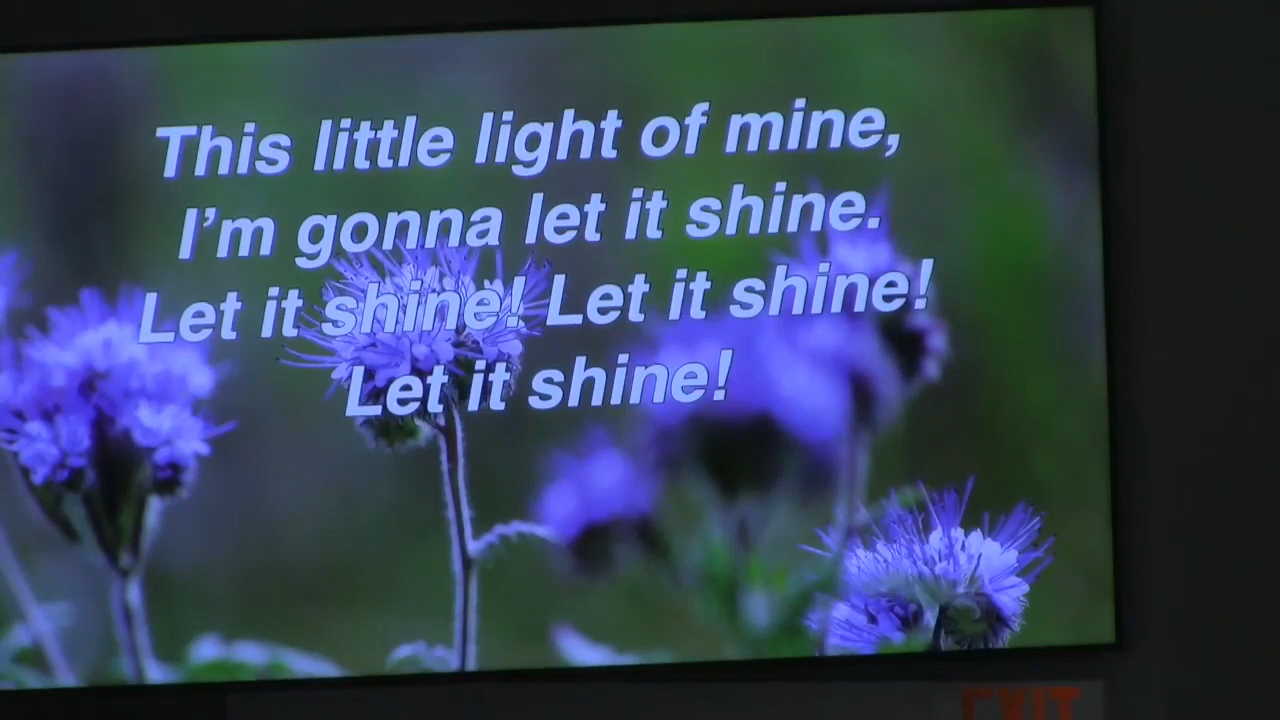 This little light of mine,
I'm gonna let it shine.
Let it shine! Let it shine!
Let it shine!
EXIT